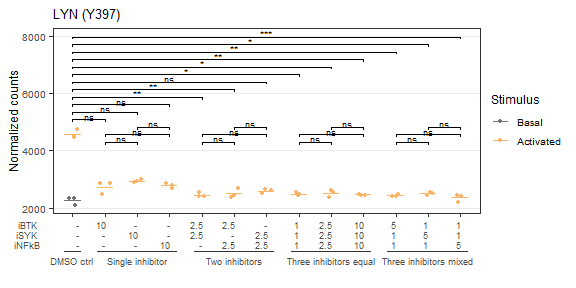 LYN (Y397)
Normalized counts
8000
6000
4000
2000
***
*
**
**
*
*
ns
**
**
ns
ns
ns
ns ns ns ns
ns ns ns ns
ns ns ns ns
Stimulus
Basal
Activated
iBTK - 10 - - 2.5 2.5 - 1 2.5 10 5 1 1
iSYK - - 10 - 2.5 - 2.5 1 2.5 10 1 5 1
iNFkB - - - 10 - 2.5 2.5 1 2.5 10 1 1 5
DMSO ctrl Single inhibitor Two inhibitors Three inhibitors equal Three inhibitors mixed